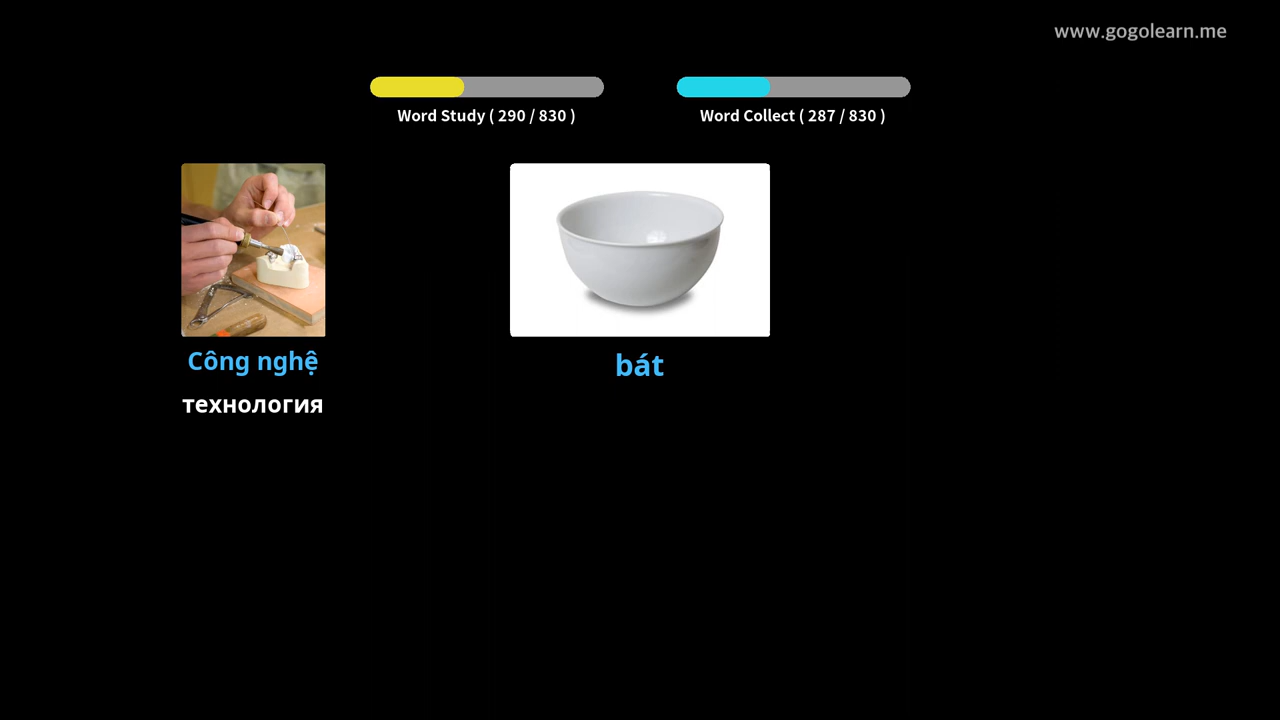 www.gogolearn.me
Word Study ( 290 / 830 )
Word Collect ( 287 / 830 )
Công nghệ
технология
bát